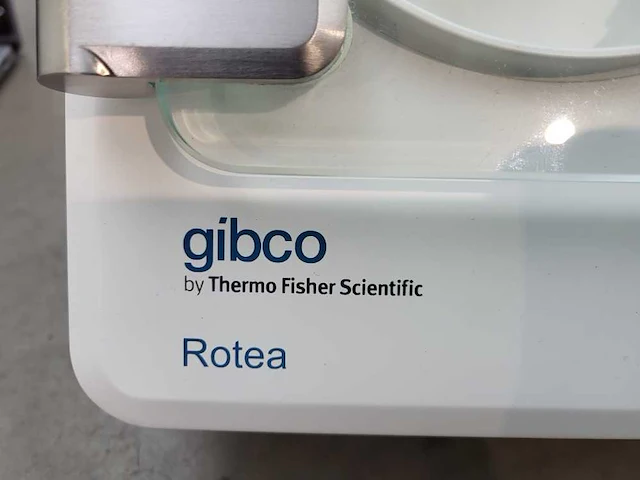 gibco
by Thermo Fisher Scientific
Rotea